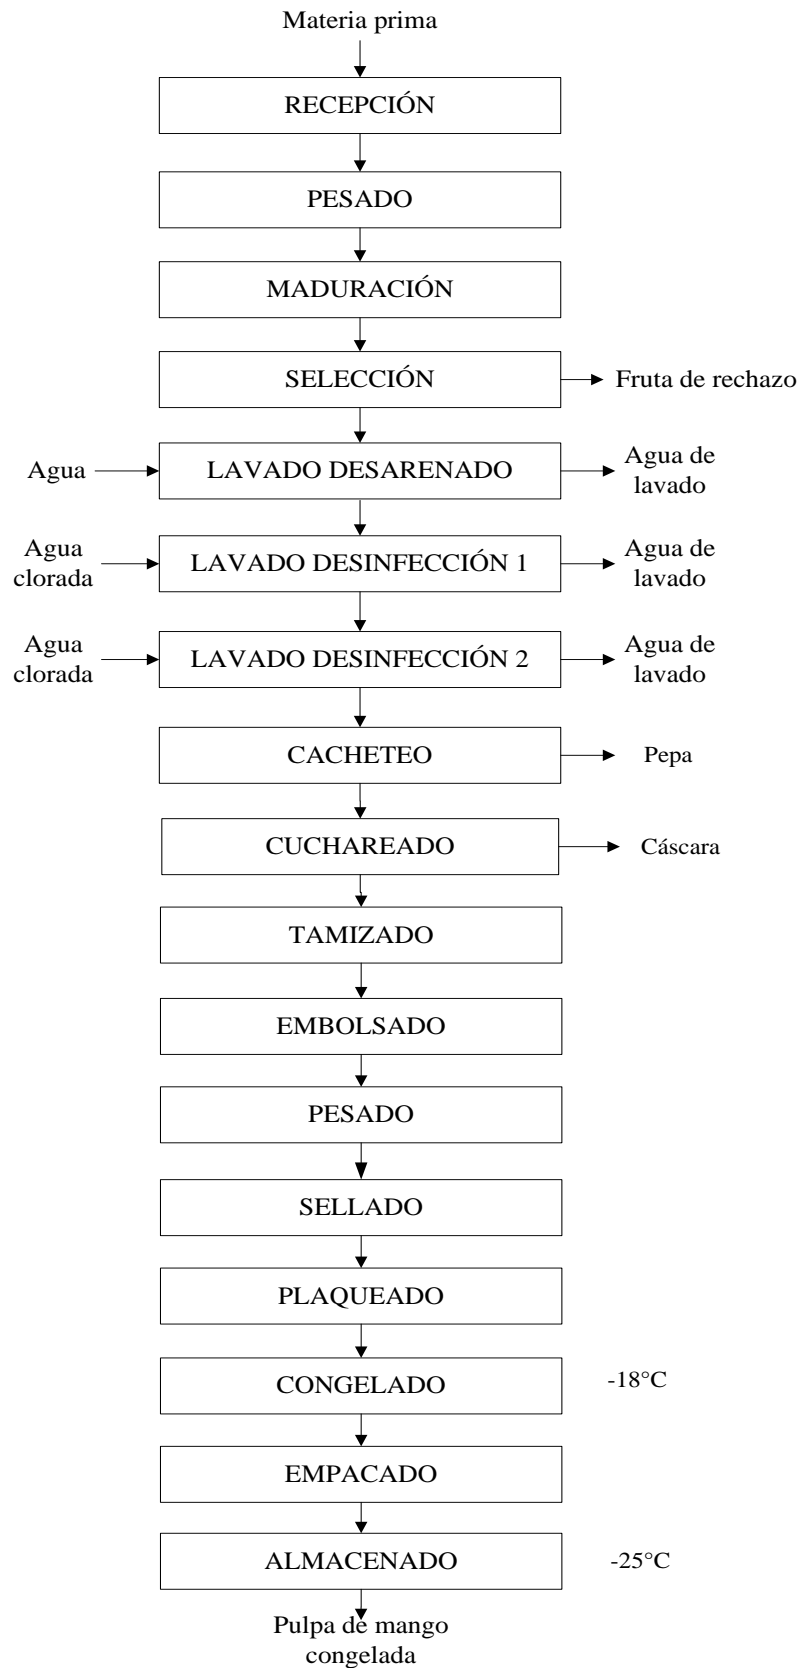 Materia prima
RECEPCIÓN
PESADO
MADURACIÓN
SELECCIÓN
Fruta de rechazo
Agua
LAVADO DESARENADO
Agua de
lavado
Agua
clorada
LAVADO DESINFECCIÓN 1
Agua de
lavado
Agua
clorada
LAVADO DESINFECCIÓN 2
Agua de
lavado
CACHETEO
Pepa
CUCHAREADO
Cáscara
TAMIZADO
EMBOLSADO
PESADO
SELLADO
PLAQUEADO
CONGELADO
-18°C
EMPACADO
ALMACENADO
-25°C
Pulpa de mango
congelada